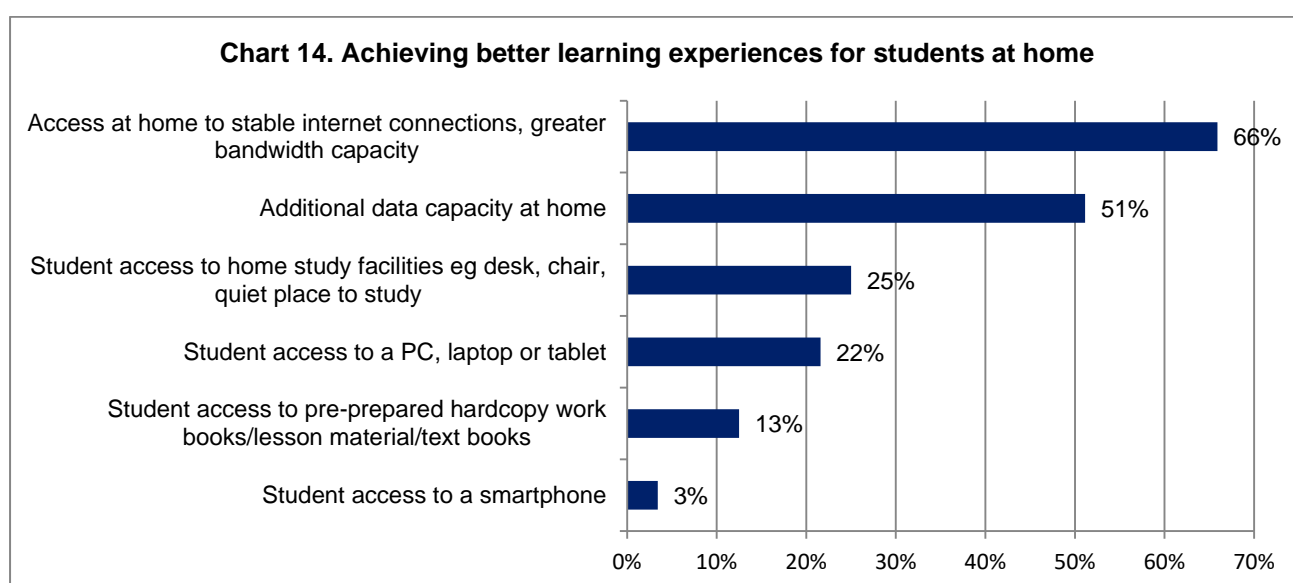 Chart 14. Achieving better learning experiences for students at home
Access at home to stable internet connections, greater
bandwidth capacity
66%
Additional data capacity at home
51%
Student access to home study facilities eg desk, chair,
quiet place to study
25%
Student access to a PC, laptop or tablet
22%
Student access to pre-prepared hardcopy work
books/lesson material/text books
13%
Student access to a smartphone
3%
0% 10% 20% 30% 40% 50% 60% 70%